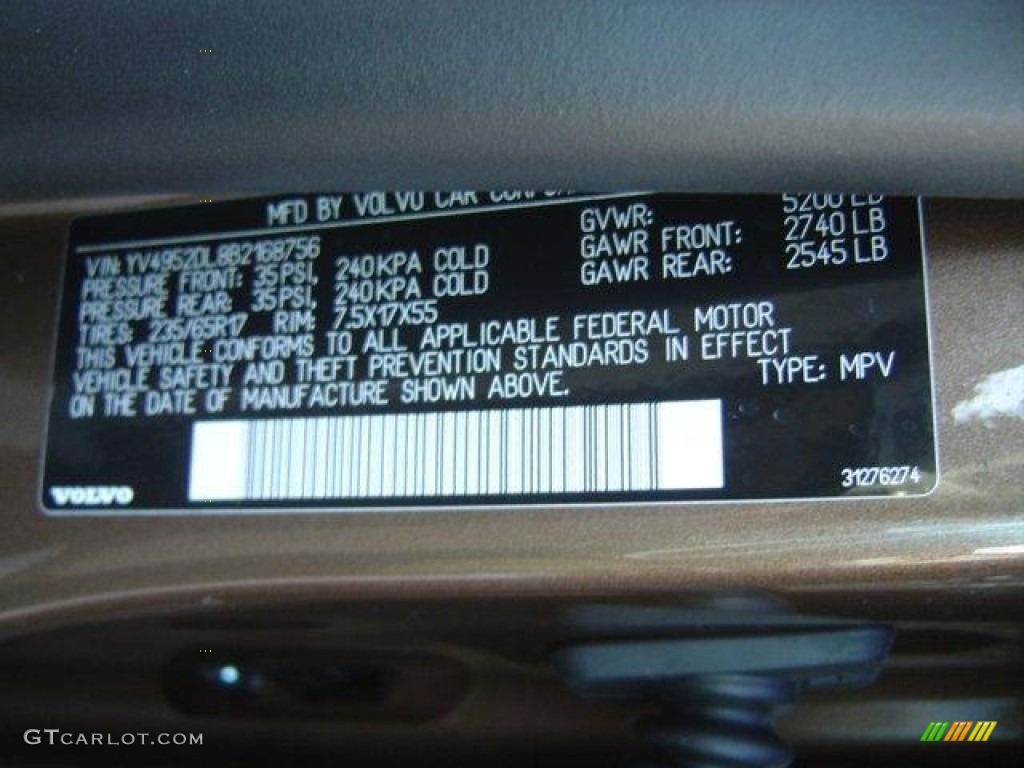 MFD BY VOLVO CAR
GVWR: 5200 LB
VIN: YV4952DL8B2168756
GAWR FRONT: 2740 LB
PRESSURE FRONT: 35 PSI, 240 KPA COLD
GAWR REAR: 2545 LB
PRESSURE REAR: 35 PSI, 240 KPA COLD
TIRES: 235/65R17 RIM: 7.5X17X55
THIS VEHICLE CONFORMS TO ALL APPLICABLE FEDERAL MOTOR
VEHICLE SAFETY AND THEFT PREVENTION STANDARDS IN EFFECT
ON THE DATE OF MANUFACTURE SHOWN ABOVE.
TYPE: MPV
31276274
VOLVO
GTCARLOT.COM